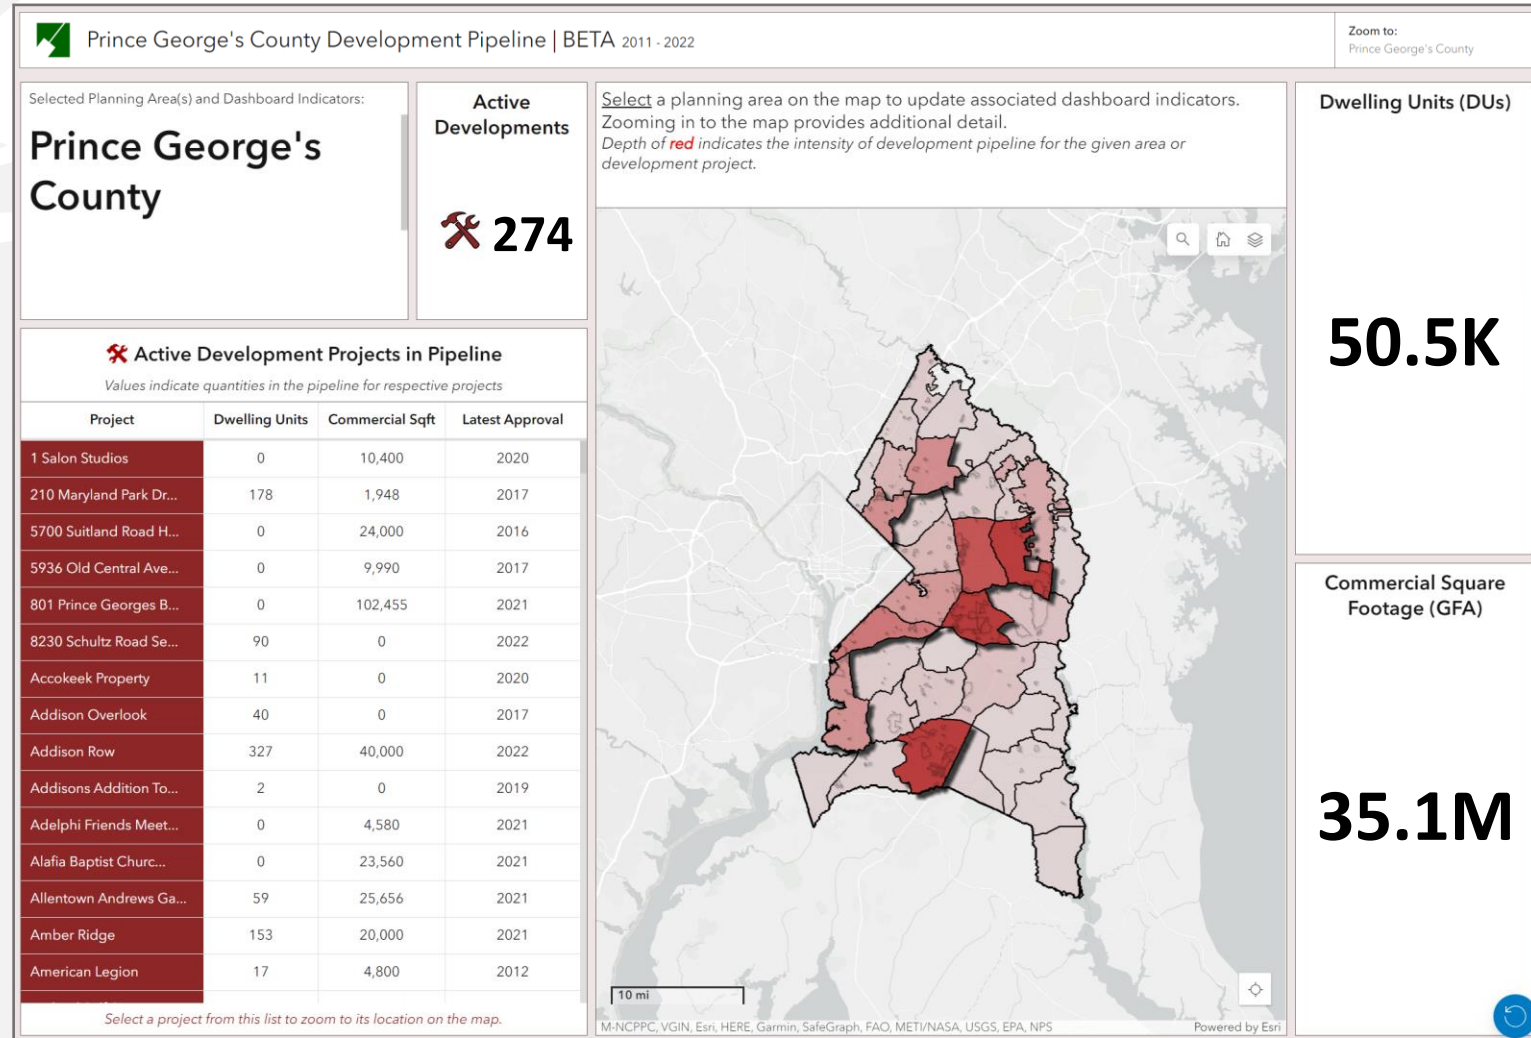 Prince George's County Development Pipeline | BETA 2011 - 2022
Zoom to:
Prince George's County
Selected Planning Area(s) and Dashboard Indicators:
Prince George's
County
Active
Developments
274
Select a planning area on the map to update associated dashboard indicators.
Zooming in to the map provides additional detail.
Depth of red indicates the intensity of development pipeline for the given area or
development project.
Dwelling Units (DUs)
50.5K
Commercial Square
Footage (GFA)
35.1M
Active Development Projects in Pipeline
Values indicate quantities in the pipeline for respective projects
Project Dwelling Units Commercial Sqft Latest Approval
1 Salon Studios 0 10,400 2020
210 Maryland Park Dr... 178 1,948 2017
5700 Suitland Road H... 0 24,000 2016
5936 Old Central Ave... 0 9,990 2017
801 Prince Georges B... 0 102,455 2021
8230 Schultz Road Se... 90 0 2022
Accokeek Property 11 0 2020
Addison Overlook 40 0 2017
Addison Row 327 40,000 2022
Addisons Addition To... 2 0 2019
Adelphi Friends Meet... 0 4,580 2021
Alafia Baptist Churc... 0 23,560 2021
Allentown Andrews Ga... 59 25,656 2021
Amber Ridge 153 20,000 2021
American Legion 17 4,800 2012
Select a project from this list to zoom to its location on the map.
10 mi
M-NCPPC, VGIN, Esri, HERE, Garmin, SafeGraph, FAO, METI/NASA, USGS, EPA, NPS
Powered by Esri